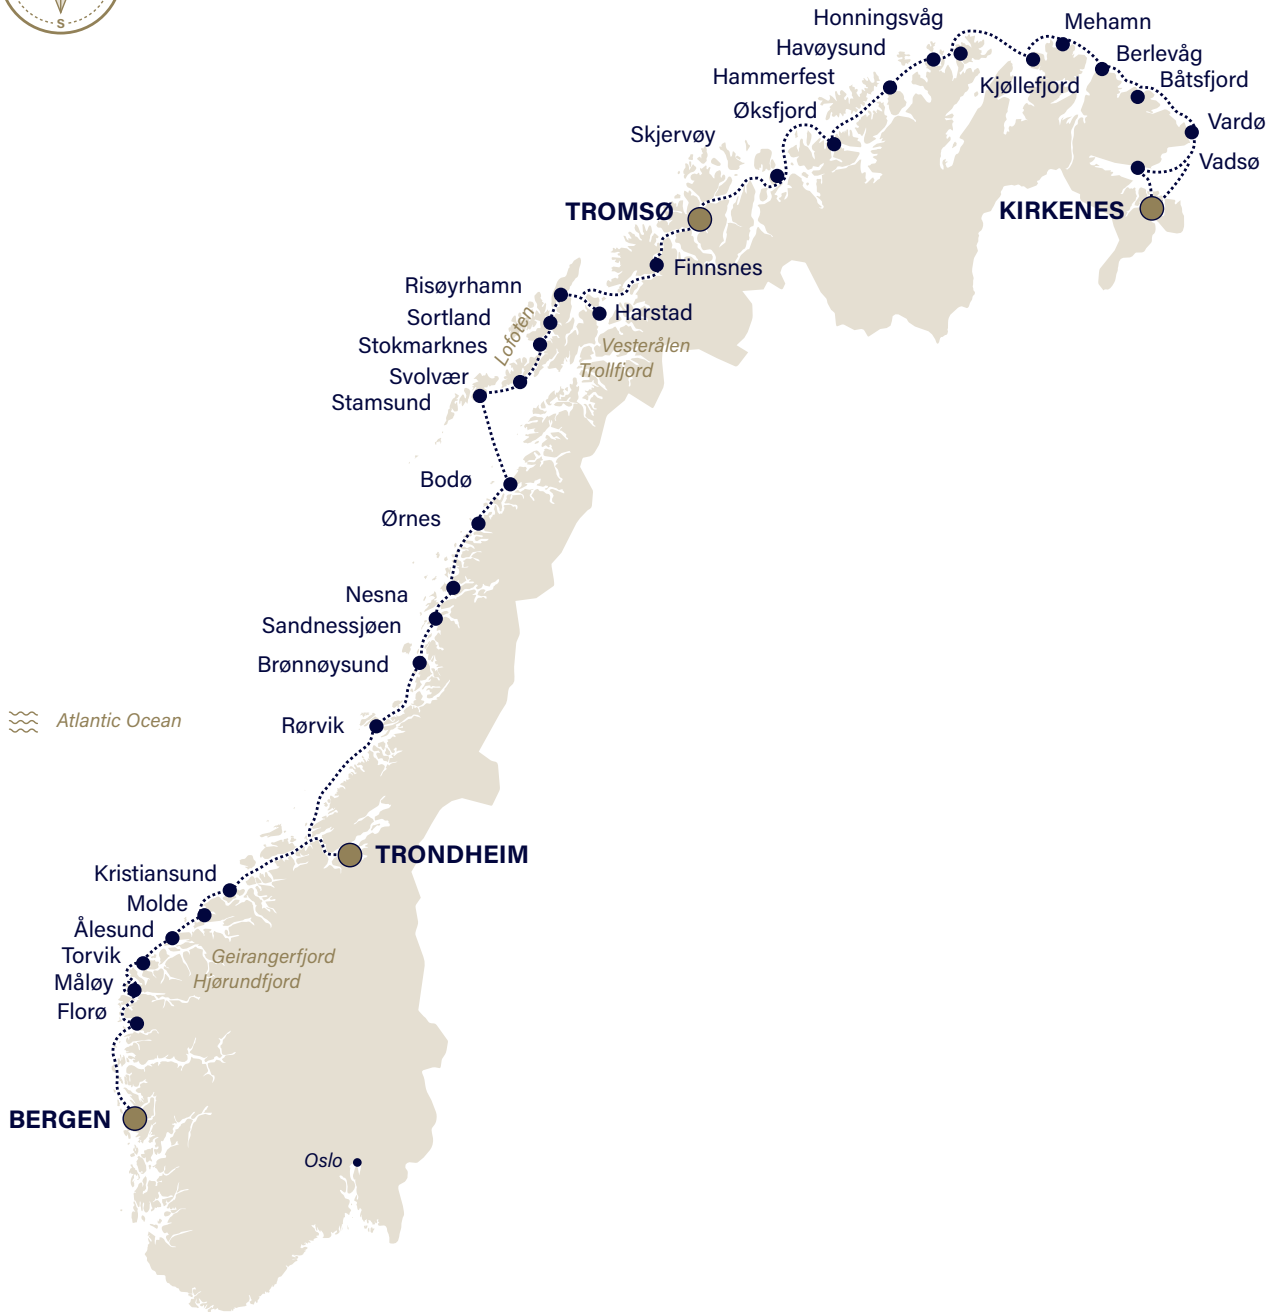 S
Honningsvåg
Mehamn
Havøysund
Berlevåg
Hammerfest
Kjøllefjord
Båtsfjord
Øksfjord
Vardø
Skjervøy
Vadsø
TROMSØ
KIRKENES
Finnsnes
Risøyrhamn
Harstad
Sortland
Lofoten
Stokmarknes
Vesterålen
Trollfjord
Svolvær
Stamsund
Bodø
Ørnes
Nesna
Sandnessjøen
Brønnøysund
Atlantic Ocean
Rørvik
TRONDHEIM
Kristiansund
Molde
Ålesund
Torvik
Geirangerfjord
Måløy
Hjørundfjord
Florø
BERGEN
Oslo